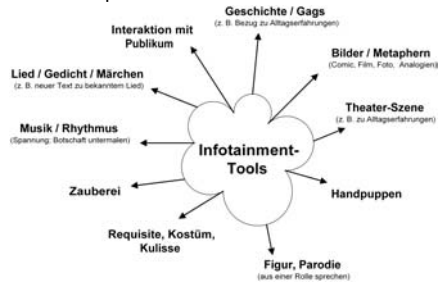 Geschichte / Gags
(z. B. Bezug zu Alltagserfahrungen)
Interaktion mit
Publikum
Bilder / Metaphern
(Comic, Film, Foto, Analogien)
Lied / Gedicht / Märchen
(z. B. neuer Text zu bekanntem Lied)
Theater-Szene
(z. B. zu Alltagserfahrungen)
Musik / Rhythmus
(Spannung; Botschaft untermalen)
Infotainment-
Tools
Zauberei
Handpuppen
Requisite, Kostüm,
Kulisse
Figur, Parodie
(aus einer Rolle sprechen)